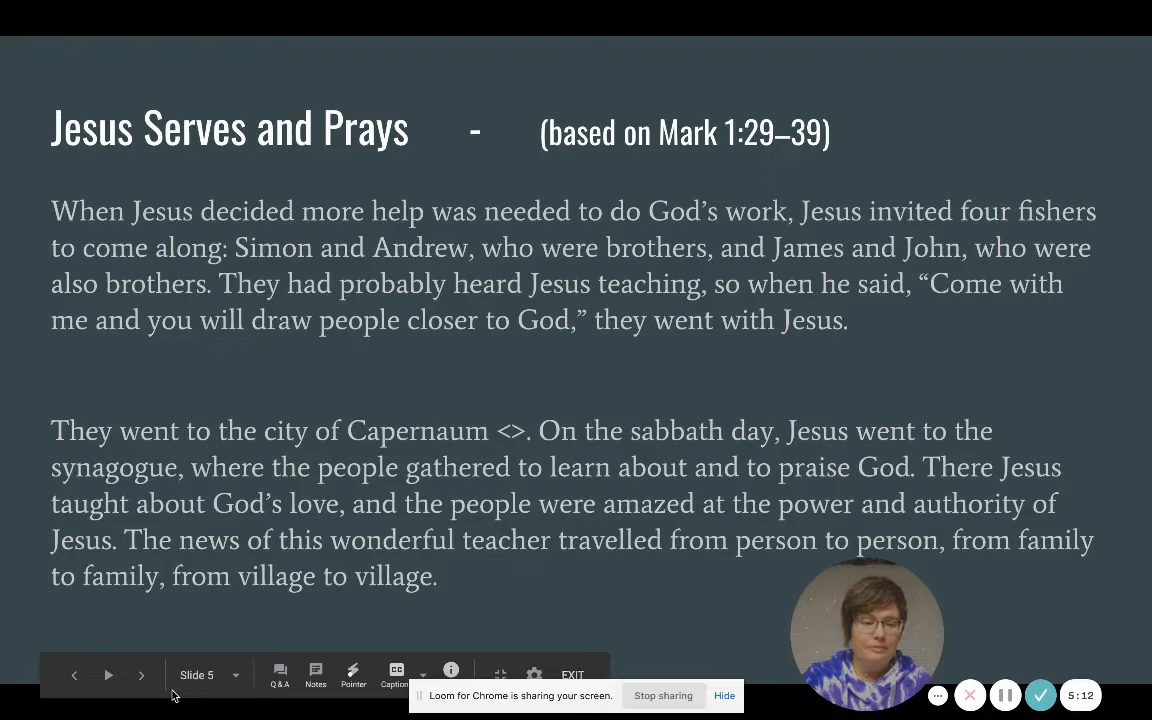 Jesus Serves and Prays - (based on Mark 1:29–39)
When Jesus decided more help was needed to do God’s work, Jesus invited four fishers
to come along: Simon and Andrew, who were brothers, and James and John, who were
also brothers. They had probably heard Jesus teaching, so when he said, “Come with
me and you will draw people closer to God,” they went with Jesus.
They went to the city of Capernaum <>. On the sabbath day, Jesus went to the
synagogue, where the people gathered to learn about and to praise God. There Jesus
taught about God’s love, and the people were amazed at the power and authority of
Jesus. The news of this wonderful teacher travelled from person to person, from family
to family, from village to village.
Slide 5
CC
EXIT
Q & A Notes Pointer Caption
Loom for Chrome is sharing your screen. Stop sharing Hide
5:12